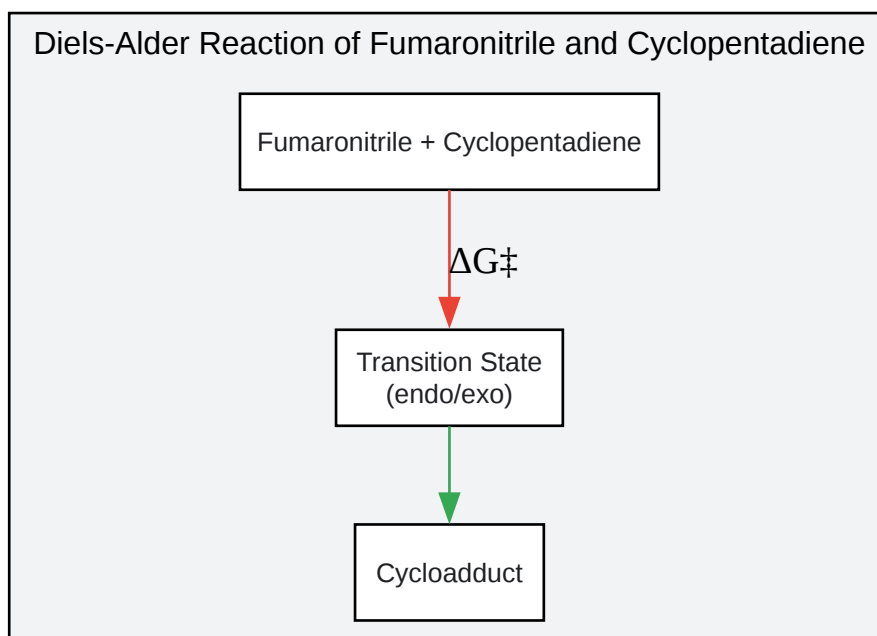 Diels-Alder Reaction of Fumaronitrile and Cyclopentadiene
Fumaronitrile + Cyclopentadiene
ΔG‡
Transition State
(endo/exo)
Cycloadduct